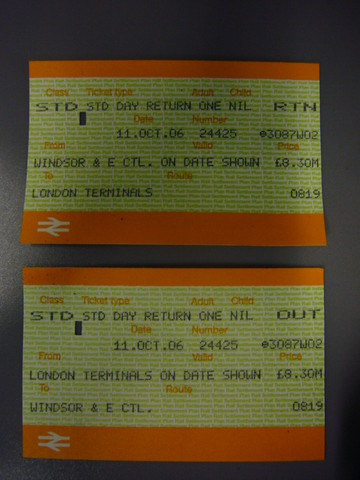 Class Ticket type Adult Child
STD STD DAY RETURN ONE NIL RTN
Date Number
11.OCT.06 24425 @3087W02
From Valid Price
WINDSOR & E CTL. ON DATE SHOWN £8.30M
To Route
LONDON TERMINALS 0819
Class Ticket type Adult Child
STD STD DAY RETURN ONE NIL OUT
Date Number
11.OCT.06 24425 @3087W02
From Valid Price
LONDON TERMINALS ON DATE SHOWN £8.30M
To Route
WINDSOR & E CTL. 0819